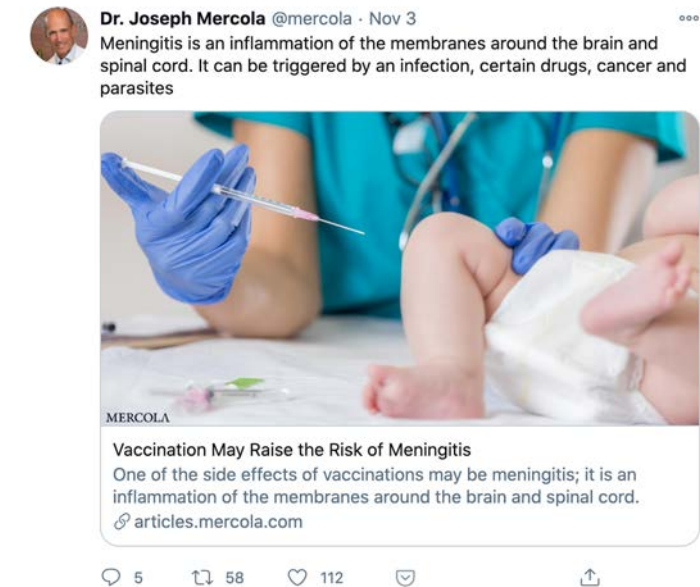 Dr. Joseph Mercola @mercola · Nov 3
Meningitis is an inflammation of the membranes around the brain and
spinal cord. It can be triggered by an infection, certain drugs, cancer and
parasites
MERCOLA
Vaccination May Raise the Risk of Meningitis
One of the side effects of vaccinations may be meningitis; it is an
inflammation of the membranes around the brain and spinal cord.
articles.mercola.com
5 58 112